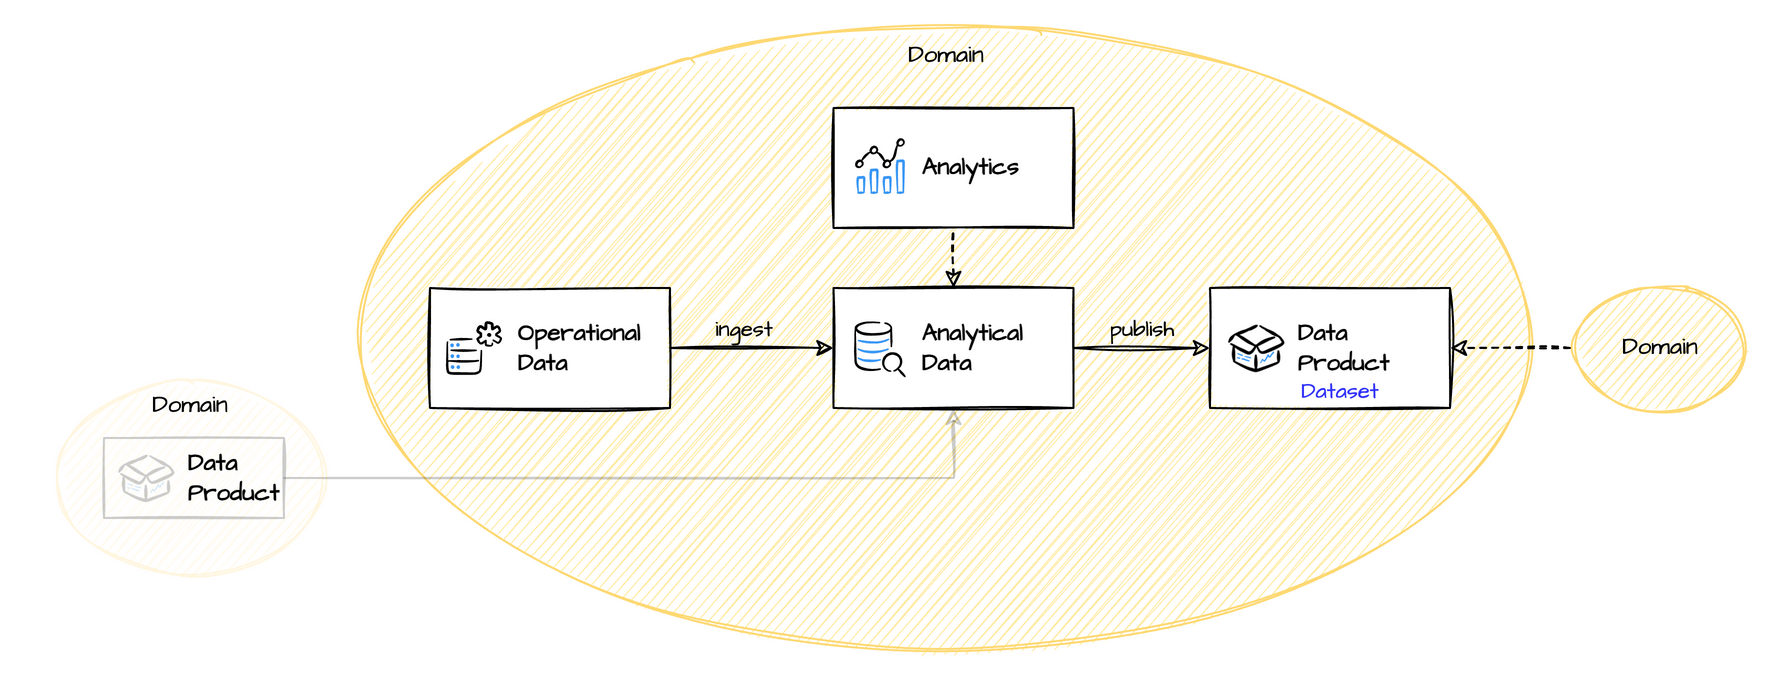 Domain
Analytics
Operational
Data
ingest
Analytical
Data
publish
Data
Product
Dataset
Domain
Domain
Data
Product